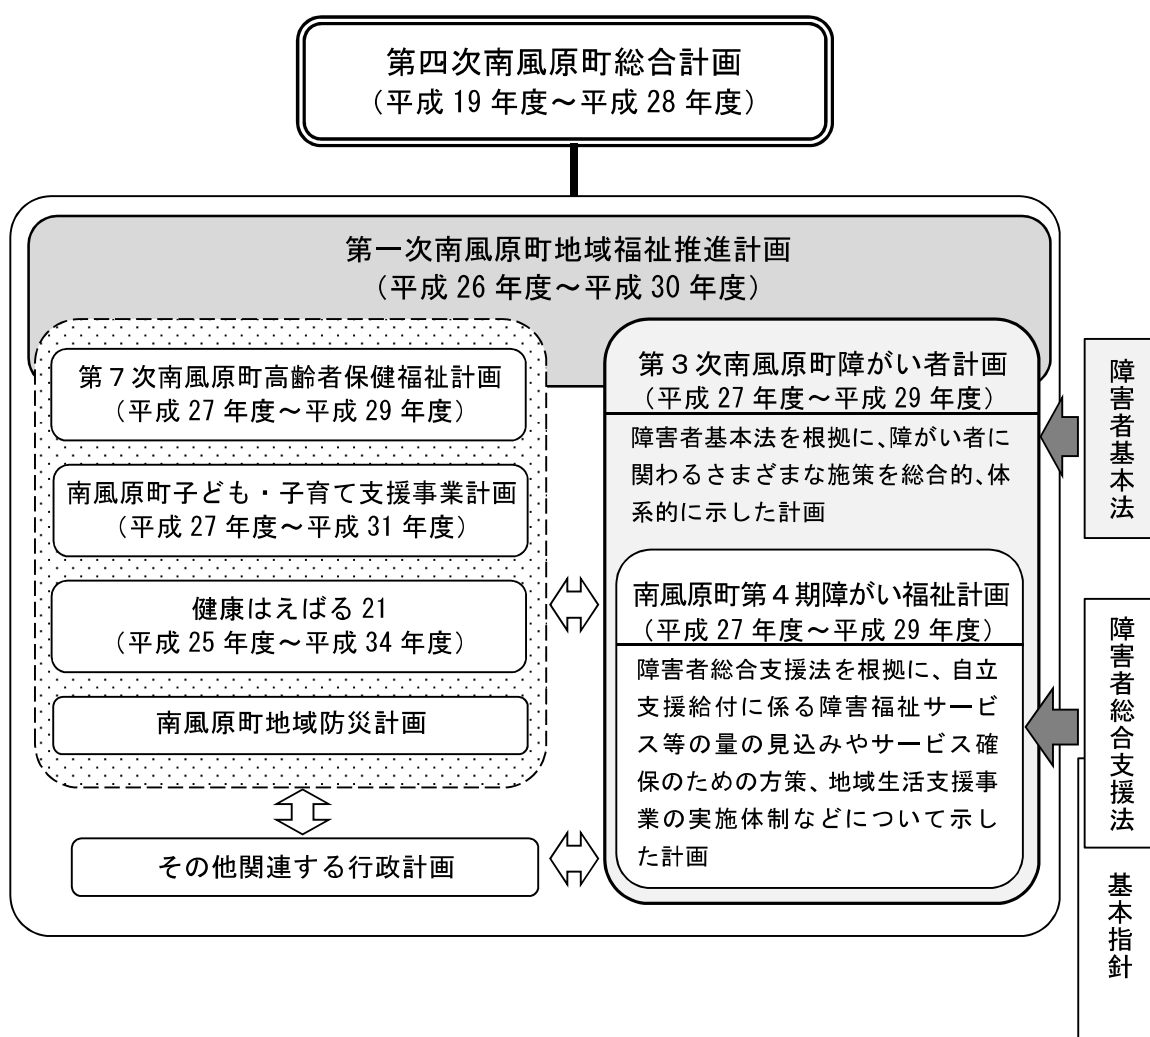 第四次南風原町総合計画
（平成 19 年度～平成 28 年度）
第一次南風原町地域福祉推進計画
（平成 26 年度～平成 30 年度）
第７次南風原町高齢者保健福祉計画
（平成 27 年度～平成 29 年度）
南風原町子ども・子育て支援事業計画
（平成 27 年度～平成 31 年度）
健康はえばる 21
（平成 25 年度～平成 34 年度）
南風原町地域防災計画
その他関連する行政計画
第３次南風原町障がい者計画
（平成 27 年度～平成 29 年度）
障害者基本法を根拠に、障がい者に
関わるさまざまな施策を総合的、体
系的に示した計画
南風原町第４期障がい福祉計画
（平成 27 年度～平成 29 年度）
障害者総合支援法を根拠に、自立
支援給付に係る障害福祉サービ
ス等の量の見込みやサービス確
保のための方策、地域生活支援事
業の実施体制などについて示し
た計画
障害者基本法
障害者総合支援法
基本指針